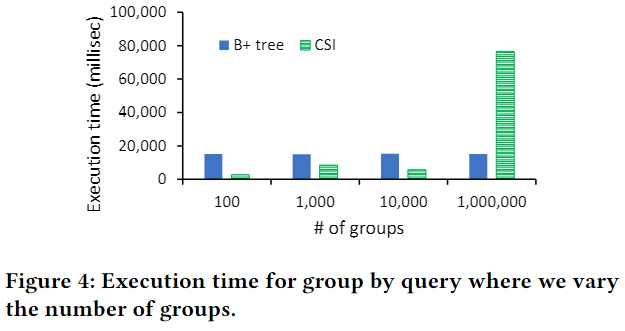 100,000
80,000
60,000
40,000
20,000
0
Execution time (millisec)
B+ tree CSI
100 1,000 10,000 1,000,000
# of groups
Figure 4: Execution time for group by query where we vary
the number of groups.